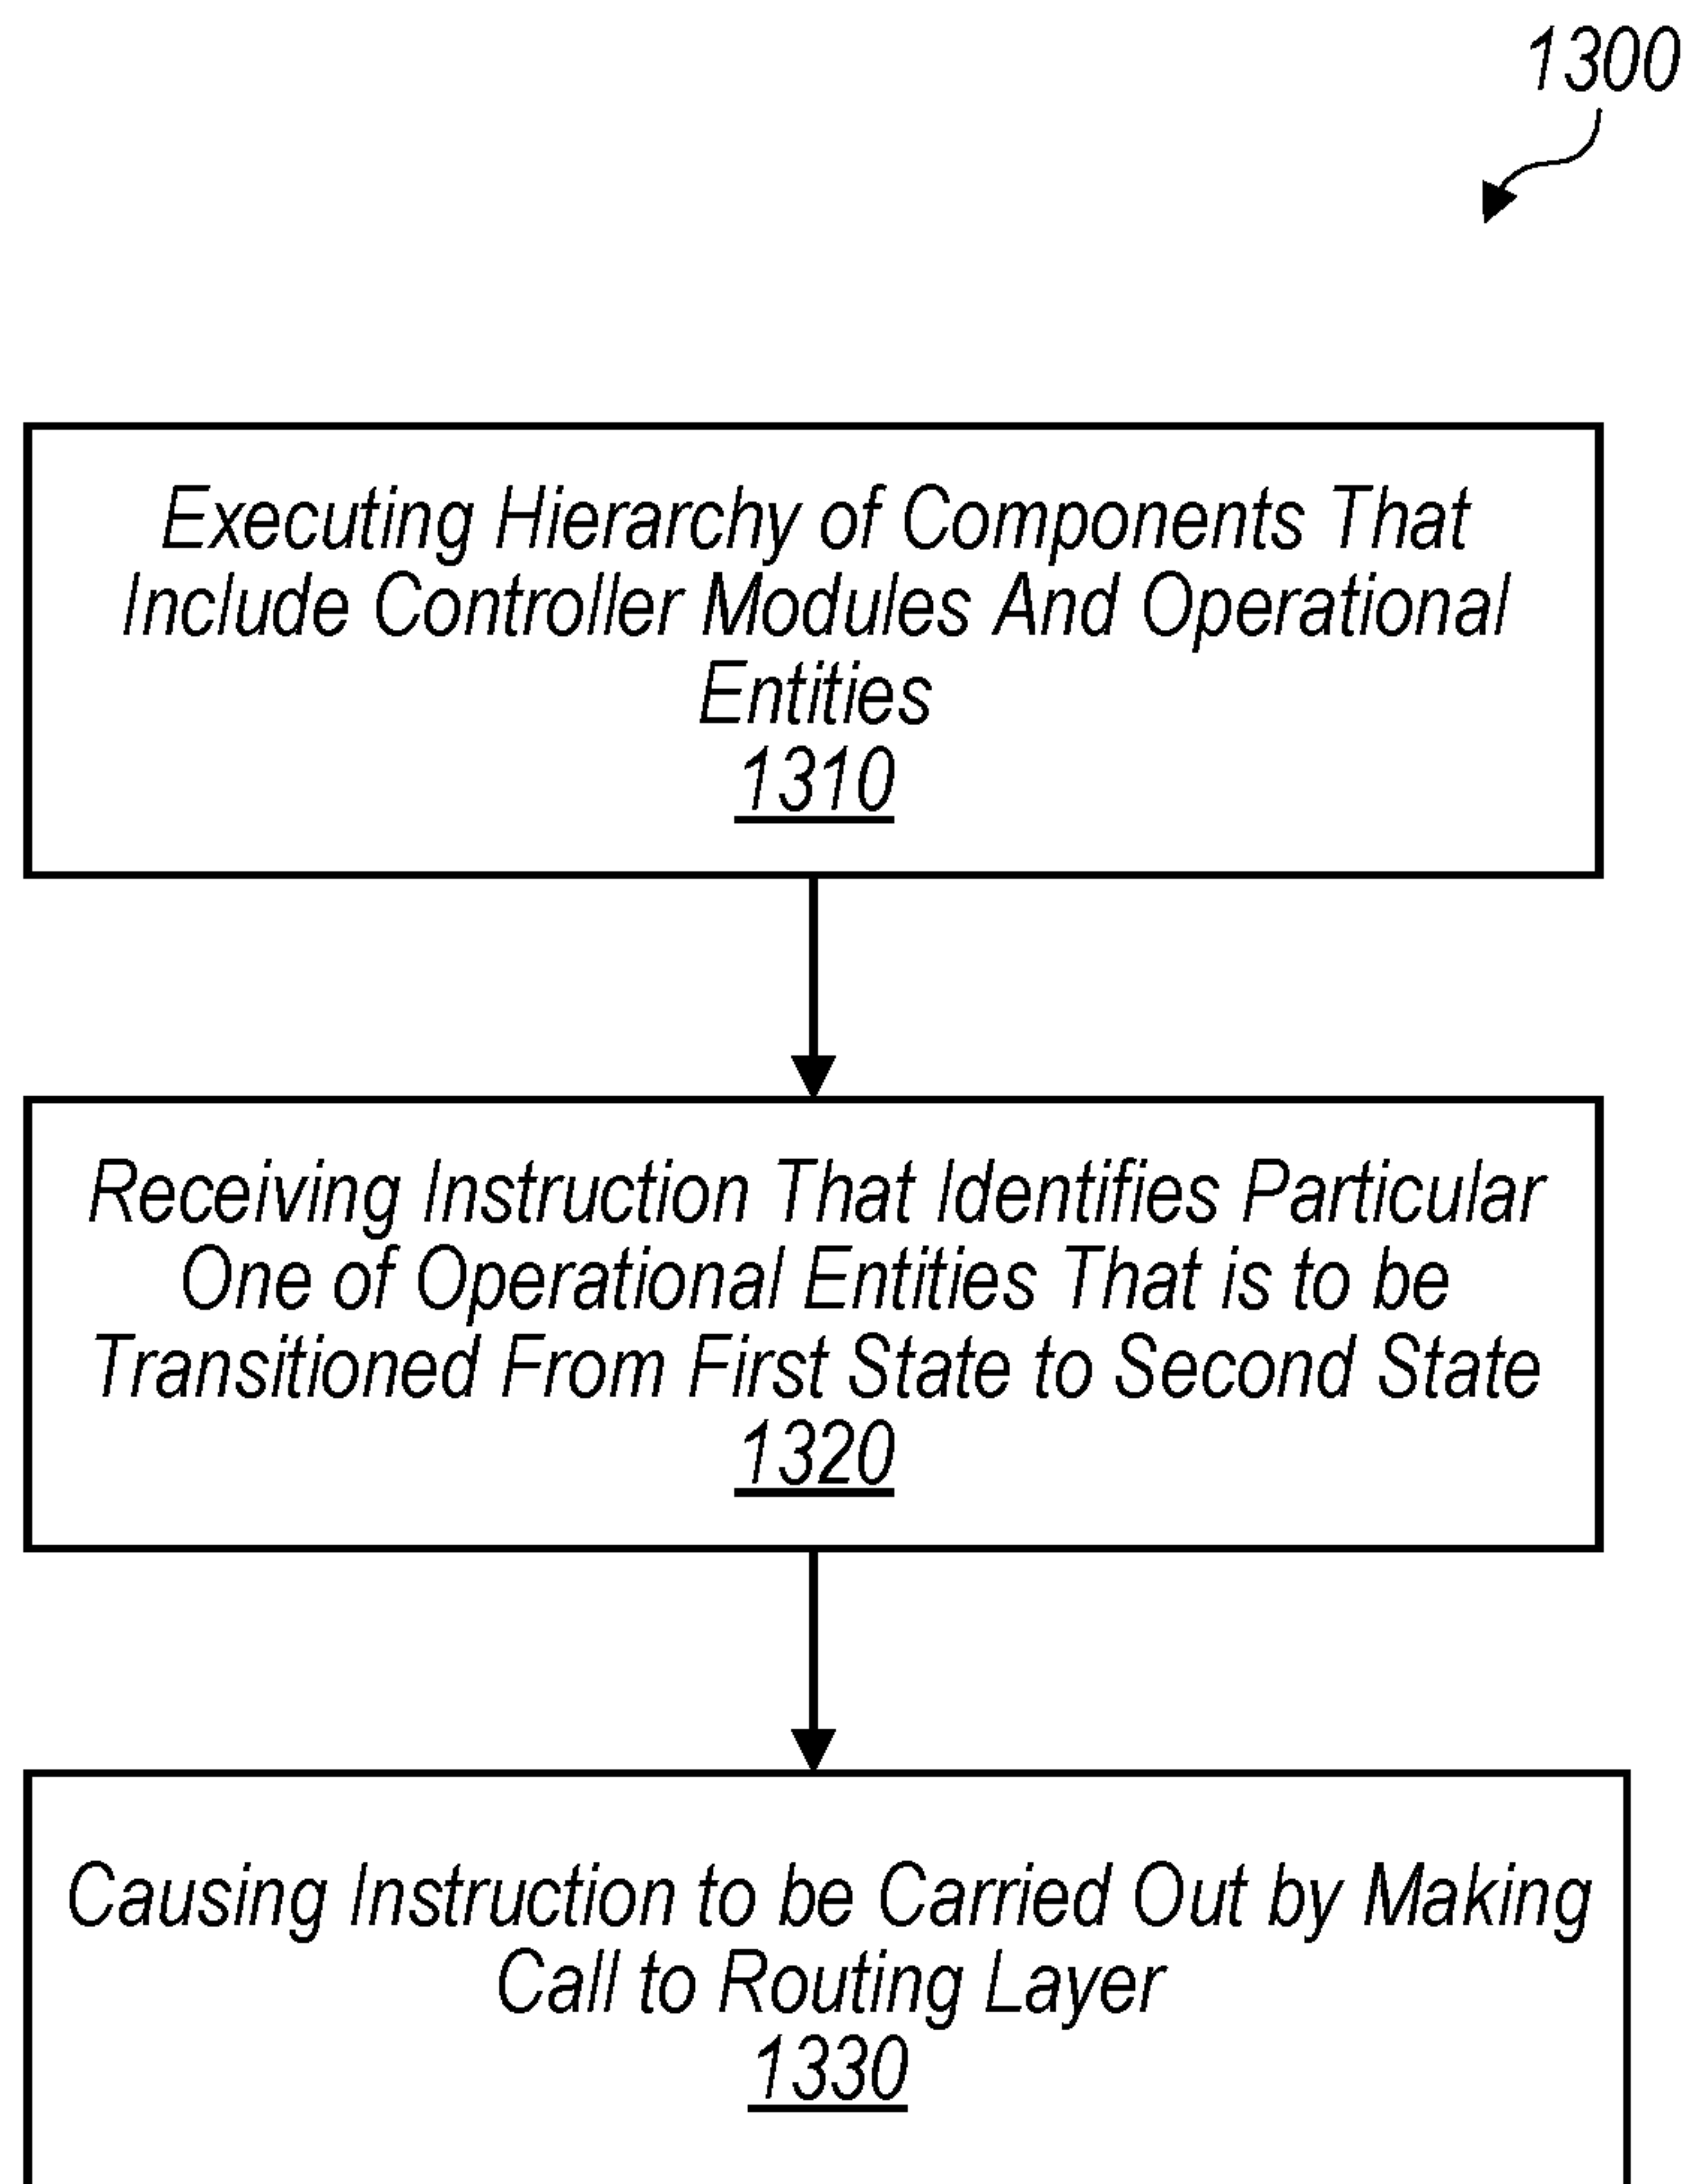 1300
Executing Hierarchy of Components That
Include Controller Modules And Operational
Entities
1310
Receiving Instruction That Identifies Particular
One of Operational Entities That is to be
Transitioned From First State to Second State
1320
Causing Instruction to be Carried Out by Making
Call to Routing Layer
1330